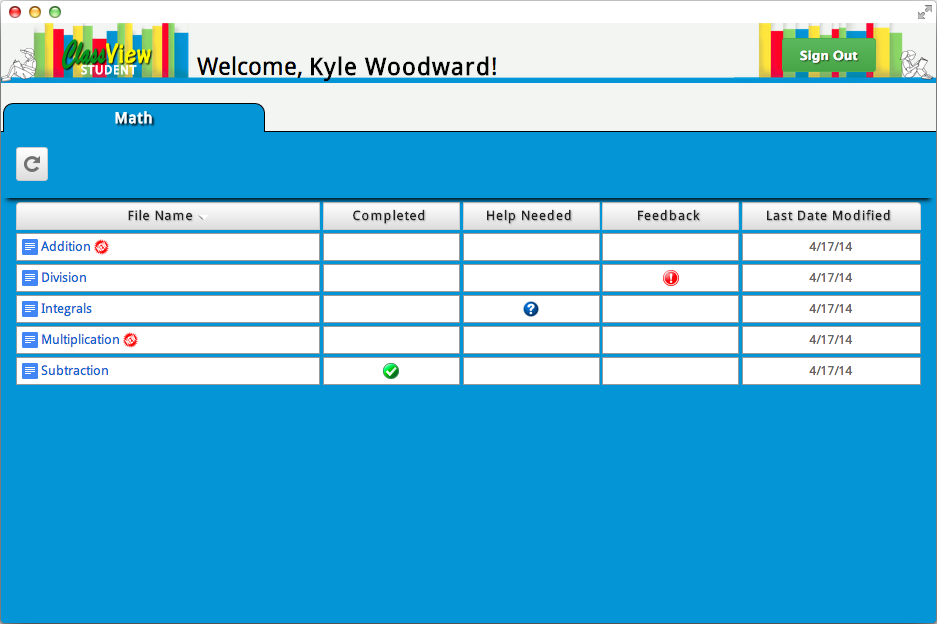 ClassView
STUDENT
Welcome, Kyle Woodward!
Sign Out
Math
File Name Completed Help Needed Feedback Last Date Modified
Addition 4/17/14
Division ! 4/17/14
Integrals ? 4/17/14
Multiplication 4/17/14
Subtraction 4/17/14